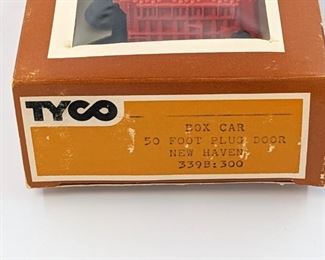 TYCO
BOX CAR
50 FOOT PLUG DOOR
NEW HAVEN
339B:300